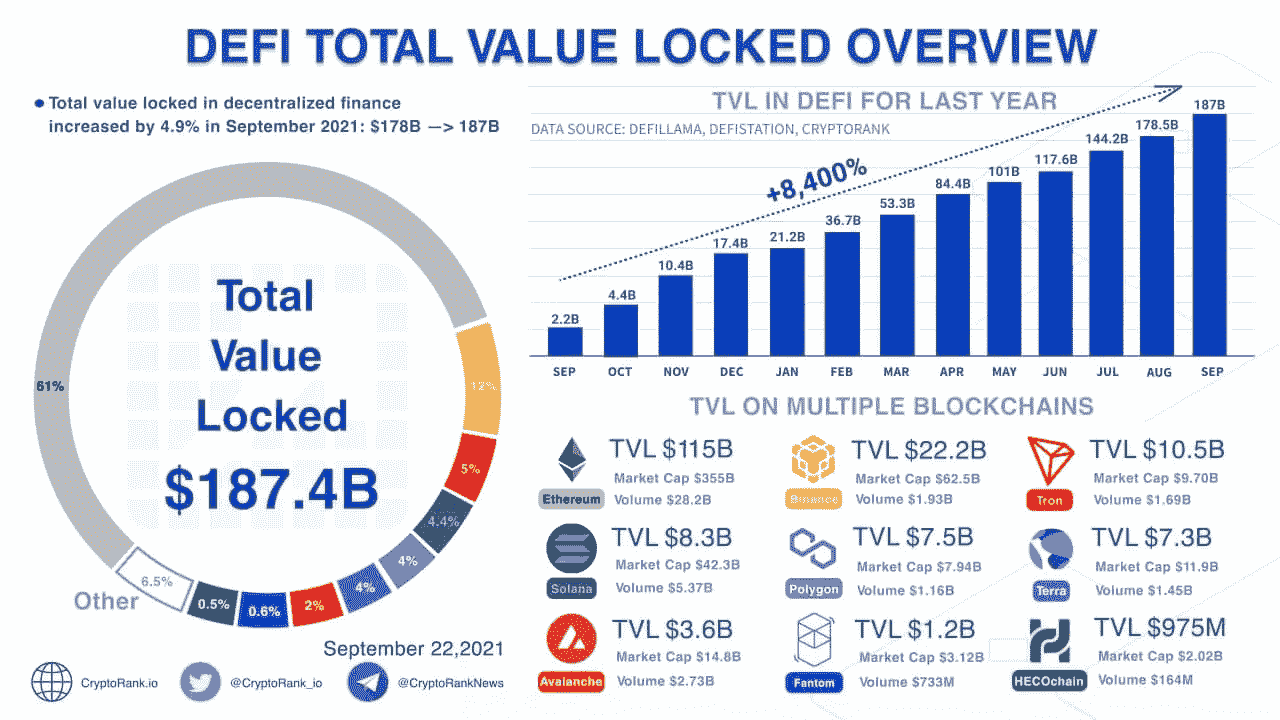 DEFI TOTAL VALUE LOCKED OVERVIEW
Total value locked in decentralized finance
increased by 4.9% in September 2021: $178B —> 187B
61%
12%
5%
4.4%
4%
4%
2%
0.6%
0.5%
6.5%
Other
Total
Value
Locked
$187.4B
September 22,2021
CryptoRank.io
@CryptoRank_io
@CryptoRankNews
TVL IN DEFI FOR LAST YEAR
DATA SOURCE: DEFILLAMA, DEFISTATION, CRYPTORANK
+8,400%
2.2B
4.4B
10.4B
17.4B
21.2B
36.7B
53.3B
84.4B
101B
117.6B
144.2B
178.5B
187B
SEP OCT NOV DEC JAN FEB MAR APR MAY JUN JUL AUG SEP
TVL ON MULTIPLE BLOCKCHAINS
Ethereum
TVL $115B
Market Cap $355B
Volume $28.2B
Binance
TVL $22.2B
Market Cap $62.5B
Volume $1.93B
Tron
TVL $10.5B
Market Cap $9.70B
Volume $1.69B
Solana
TVL $8.3B
Market Cap $42.3B
Volume $5.37B
Polygon
TVL $7.5B
Market Cap $7.94B
Volume $1.16B
Terra
TVL $7.3B
Market Cap $11.9B
Volume $1.45B
Avalanche
TVL $3.6B
Market Cap $14.8B
Volume $2.73B
Fantom
TVL $1.2B
Market Cap $3.12B
Volume $733M
HECOchain
TVL $975M
Market Cap $2.02B
Volume $164M